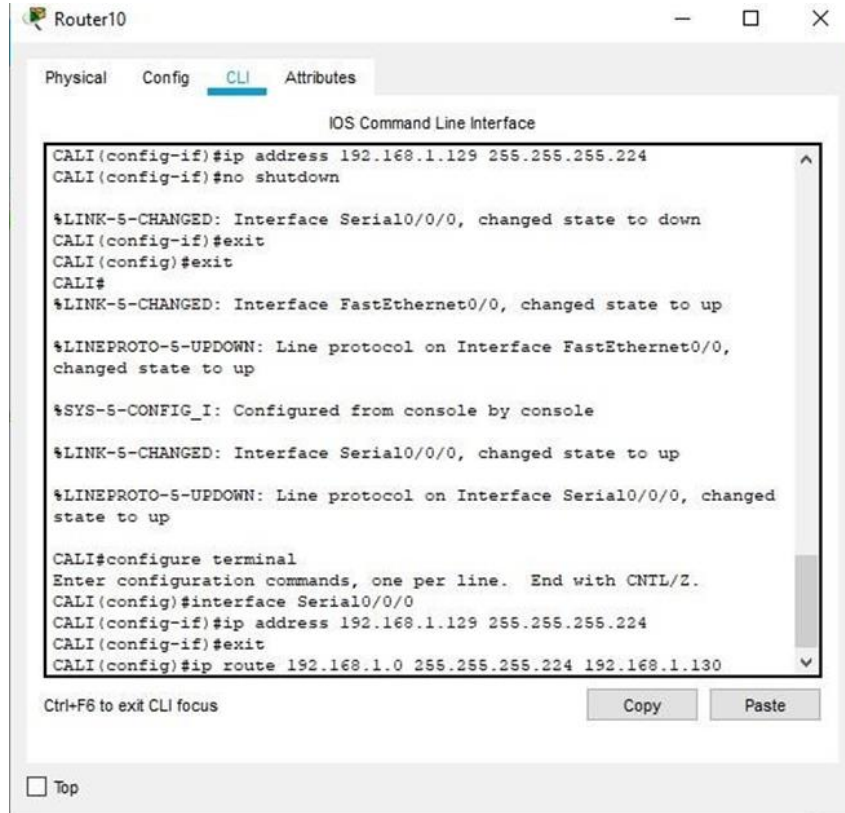 Router10
Physical Config CLI Attributes
IOS Command Line Interface
CALI(config-if)#ip address 192.168.1.129 255.255.255.224
CALI(config-if)#no shutdown
%LINK-5-CHANGED: Interface Serial0/0/0, changed state to down
CALI(config-if)#exit
CALI(config)#exit
CALI#
%LINK-5-CHANGED: Interface FastEthernet0/0, changed state to up
%LINEPROTO-5-UPDOWN: Line protocol on Interface FastEthernet0/0,
changed state to up
%SYS-5-CONFIG_I: Configured from console by console
%LINK-5-CHANGED: Interface Serial0/0/0, changed state to up
%LINEPROTO-5-UPDOWN: Line protocol on Interface Serial0/0/0, changed
state to up
CALI#configure terminal
Enter configuration commands, one per line.  End with CNTL/Z.
CALI(config)#interface Serial0/0/0
CALI(config-if)#ip address 192.168.1.129 255.255.255.224
CALI(config-if)#exit
CALI(config)#ip route 192.168.1.0 255.255.255.224 192.168.1.130
Ctrl+F6 to exit CLI focus
Copy Paste
Top